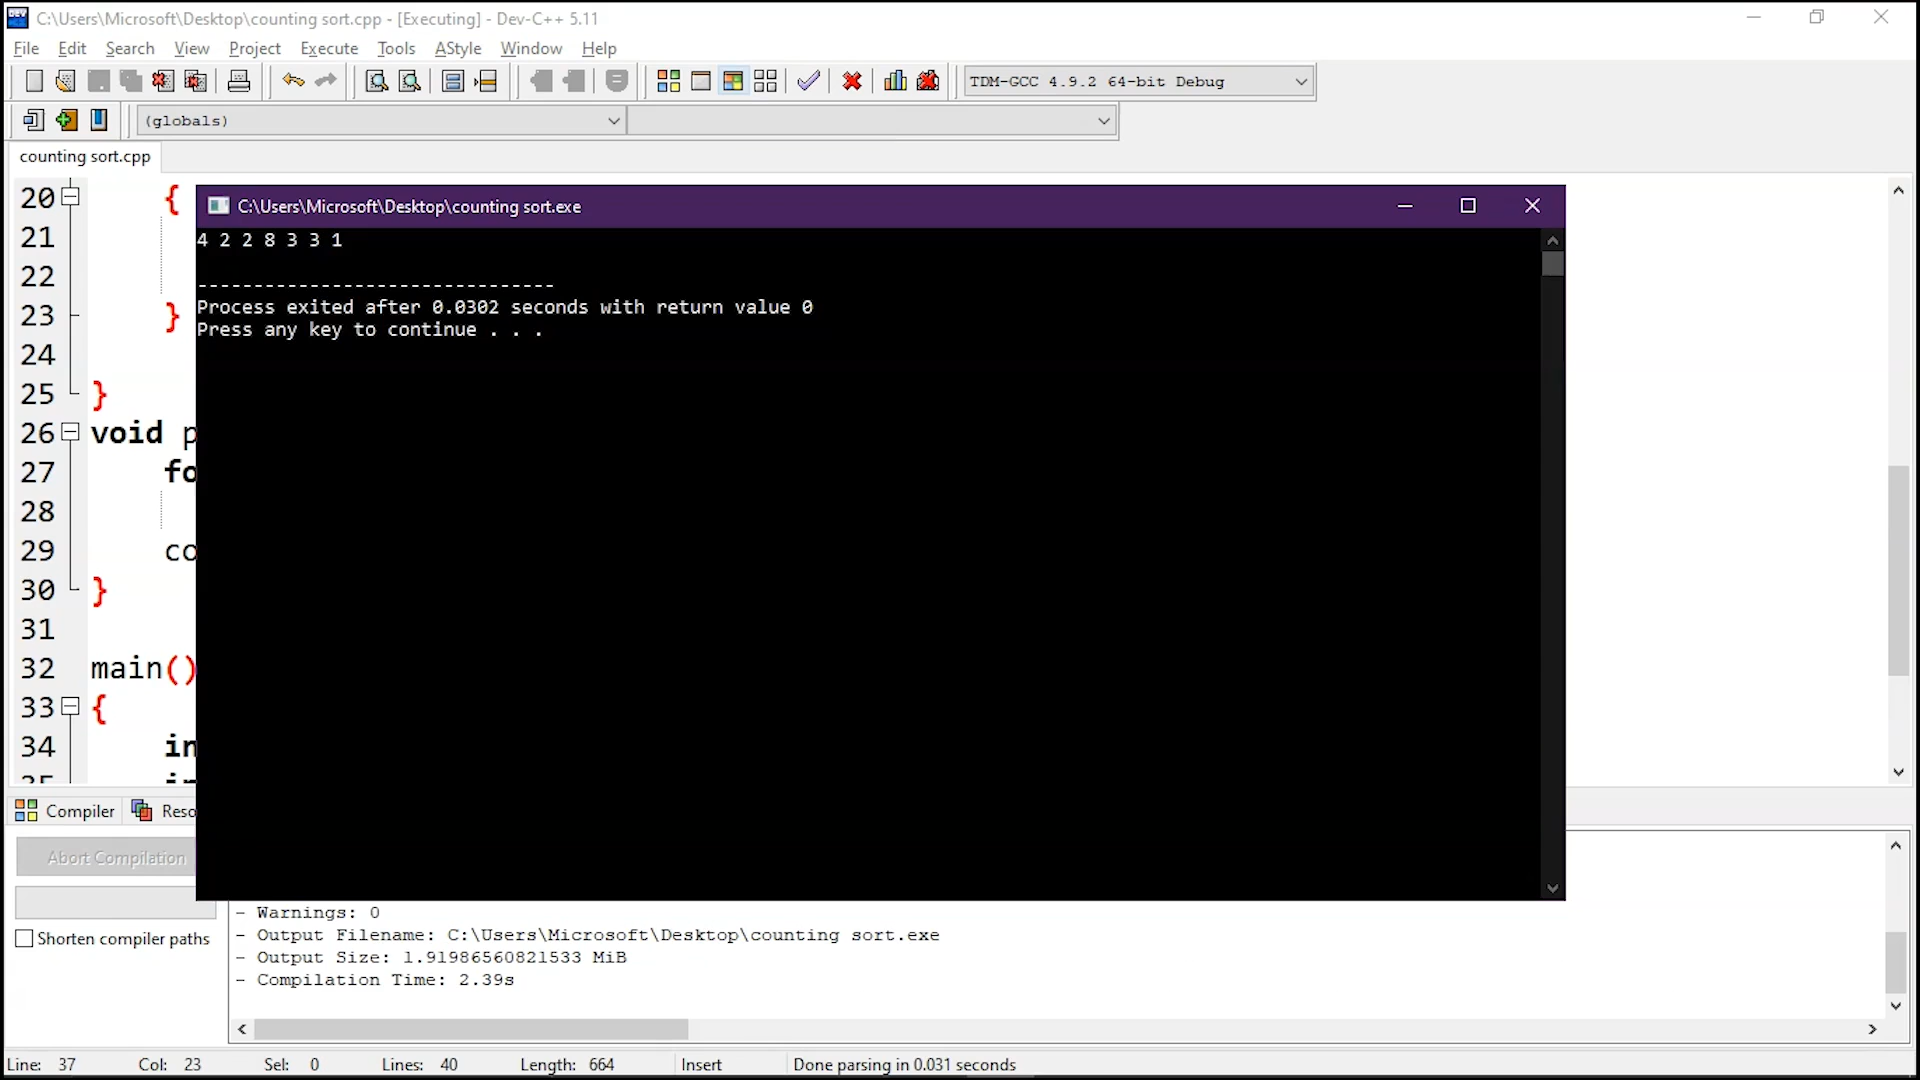 C:\Users\Microsoft\Desktop\counting sort.cpp - [Executing] - Dev-C++ 5.11
File Edit Search View Project Execute Tools AStyle Window Help
TDM-GCC 4.9.2 64-bit Debug
(globals)
counting sort.cpp
C:\Users\Microsoft\Desktop\counting sort.exe
4 2 2 8 3 3 1
--------------------------------
Process exited after 0.0302 seconds with return value 0
Press any key to continue . . .
20 {
21
22
23 }
24
25 }
26 void p
27 fo
28
29 co
30 }
31
32 main()
33 {
34 in
35 in
Compiler Reso
Abort Compilation
Shorten compiler paths
- Warnings: 0
- Output Filename: C:\Users\Microsoft\Desktop\counting sort.exe
- Output Size: 1.91986560821533 MiB
- Compilation Time: 2.39s
Line: 37 Col: 23 Sel: 0 Lines: 40 Length: 664 Insert Done parsing in 0.031 seconds